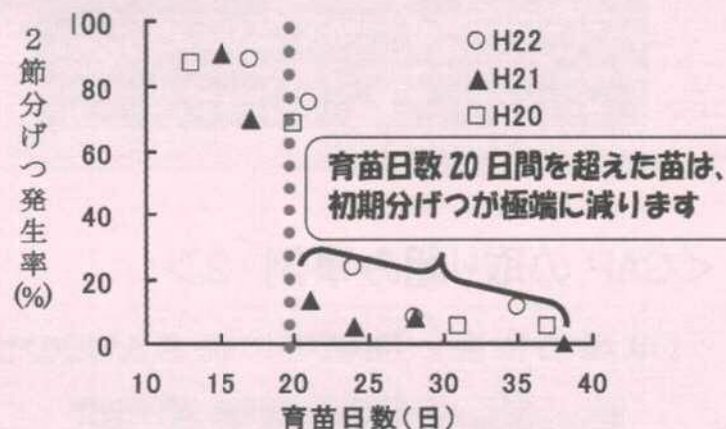 2節分げつ発生率(%)
100
80
60
40
20
0
○ H22
▲ H21
□ H20
育苗日数 20 日間を超えた苗は、
初期分げつが極端に減ります
10 15 20 25 30 35 40
育苗日数(日)